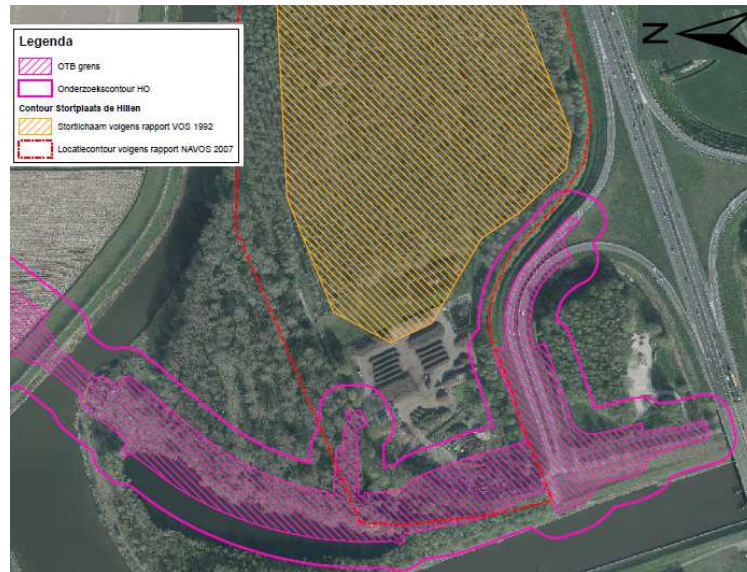 Legenda
OTB grens
Onderzoekscontour HO
Contour Stortplaats de Hillen
Stortlichaam volgens rapport VOS 1992
Locatiecontour volgens rapport NAVOS 2007
N